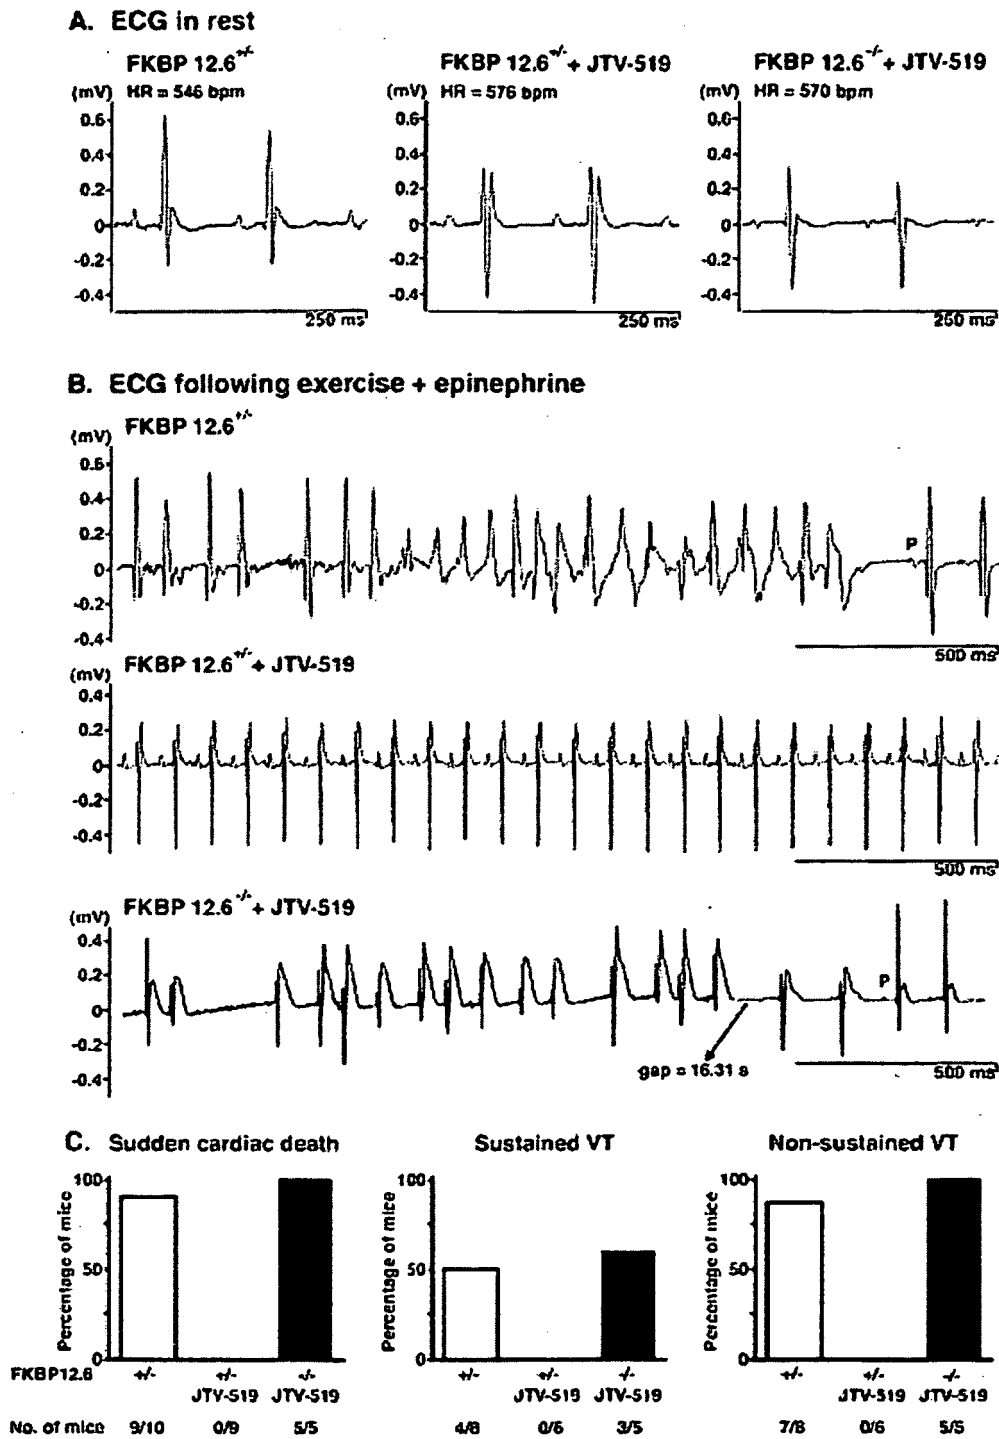 A. ECG in rest
FKBP 12.6+/-
HR = 546 bpm
(mV)
0.6
0.4
0.2
0
-0.2
-0.4
250 ms
FKBP 12.6+/- + JTV-519
HR = 576 bpm
(mV)
0.6
0.4
0.2
0
-0.2
-0.4
250 ms
FKBP 12.6-/- + JTV-519
HR = 570 bpm
(mV)
0.6
0.4
0.2
0
-0.2
-0.4
250 ms
B. ECG following exercise + epinephrine
FKBP 12.6+/-
(mV)
0.6
0.4
0.2
0
-0.2
-0.4
P
500 ms
FKBP 12.6+/- + JTV-519
(mV)
0.4
0.2
0
-0.2
-0.4
500 ms
FKBP 12.6-/- + JTV-519
(mV)
0.4
0.2
0
-0.2
-0.4
P
gap = 16.31 s
500 ms
C. Sudden cardiac death
Percentage of mice
100
50
0
Sustained VT
Percentage of mice
100
50
0
Non-sustained VT
Percentage of mice
100
50
0
FKBP12.6 +/- +/- -/- +/- +/- -/- +/- +/- -/-
JTV-519 JTV-519 JTV-519 JTV-519 JTV-519 JTV-519
No. of mice 9/10 0/9 5/5 4/8 0/6 3/5 7/8 0/6 5/5